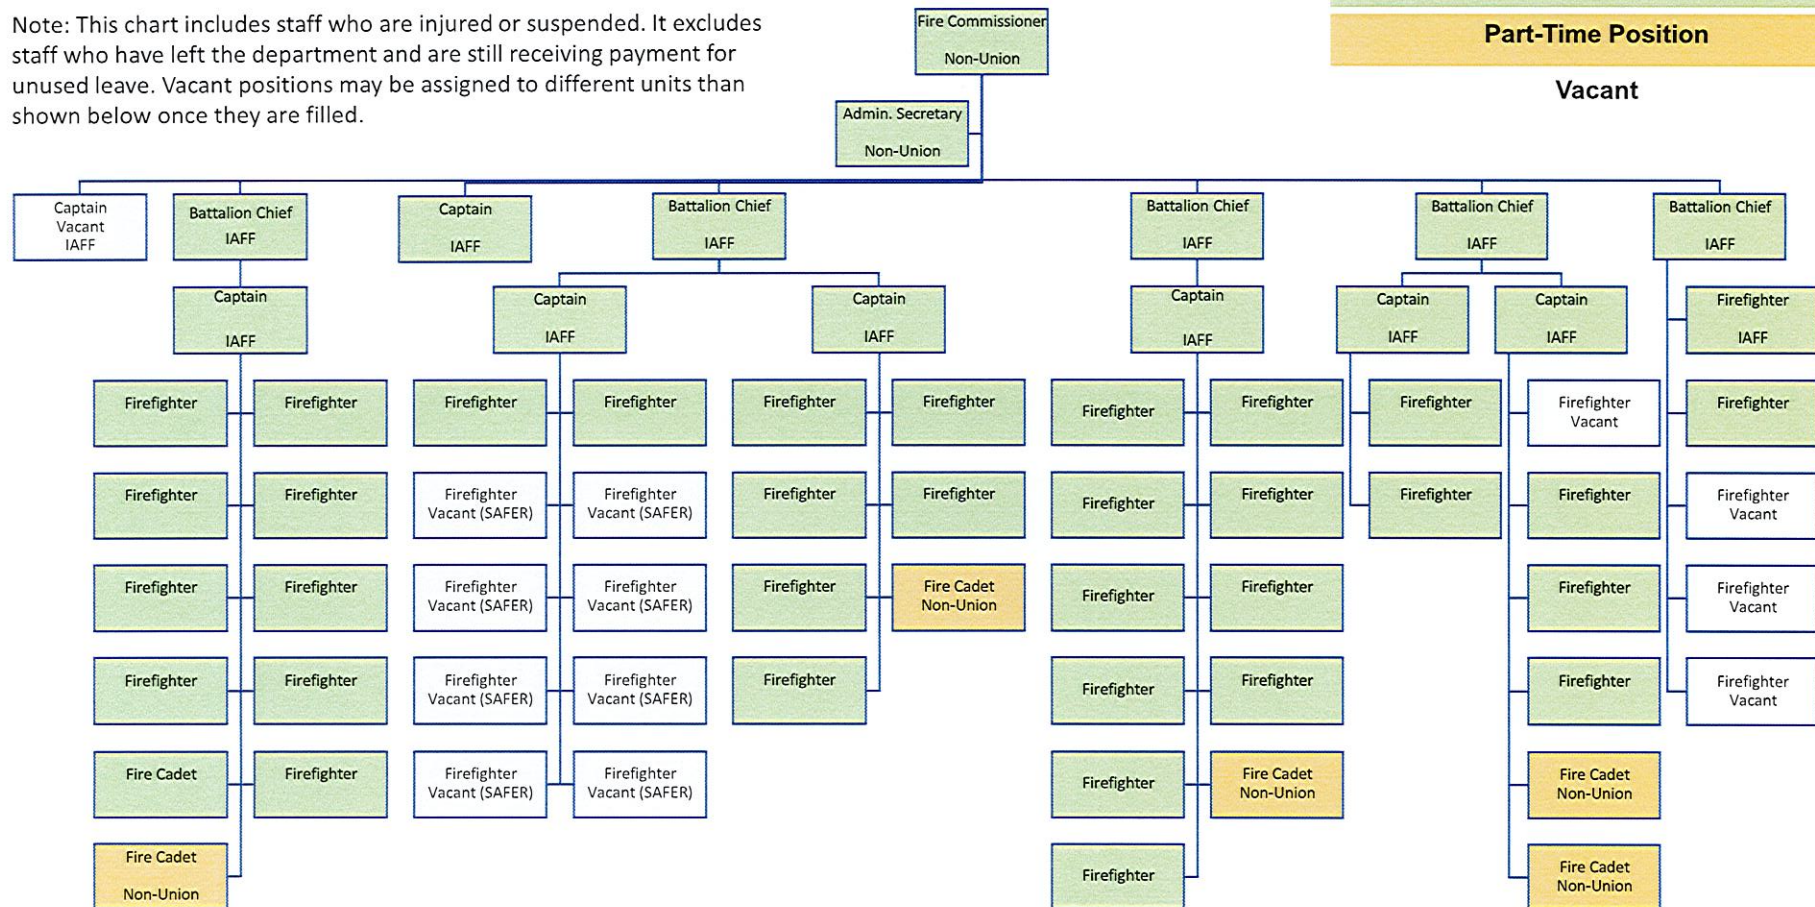 Note: This chart includes staff who are injured or suspended. It excludes
staff who have left the department and are still receiving payment for
unused leave. Vacant positions may be assigned to different units than
shown below once they are filled.
Fire Commissioner
Non-Union
Part-Time Position
Vacant
Admin. Secretary
Non-Union
Captain
Vacant
IAFF
Battalion Chief
IAFF
Captain
IAFF
Battalion Chief
IAFF
Battalion Chief
IAFF
Battalion Chief
IAFF
Battalion Chief
IAFF
Captain
IAFF
Captain
IAFF
Captain
IAFF
Captain
IAFF
Captain
IAFF
Captain
IAFF
Firefighter
IAFF
Firefighter
Firefighter
Firefighter
Firefighter
Firefighter
Firefighter
Firefighter
Firefighter
Firefighter
Firefighter
Vacant
Firefighter
Firefighter
Firefighter
Firefighter
Vacant (SAFER)
Firefighter
Vacant (SAFER)
Firefighter
Firefighter
Firefighter
Firefighter
Firefighter
Firefighter
Firefighter
Vacant
Firefighter
Firefighter
Firefighter
Vacant (SAFER)
Firefighter
Vacant (SAFER)
Firefighter
Fire Cadet
Non-Union
Firefighter
Firefighter
Firefighter
Firefighter
Vacant
Firefighter
Firefighter
Firefighter
Vacant (SAFER)
Firefighter
Vacant (SAFER)
Firefighter
Firefighter
Firefighter
Firefighter
Firefighter
Vacant
Fire Cadet
Firefighter
Firefighter
Vacant (SAFER)
Firefighter
Vacant (SAFER)
Firefighter
Fire Cadet
Non-Union
Fire Cadet
Non-Union
Fire Cadet
Non-Union
Firefighter
Fire Cadet
Non-Union